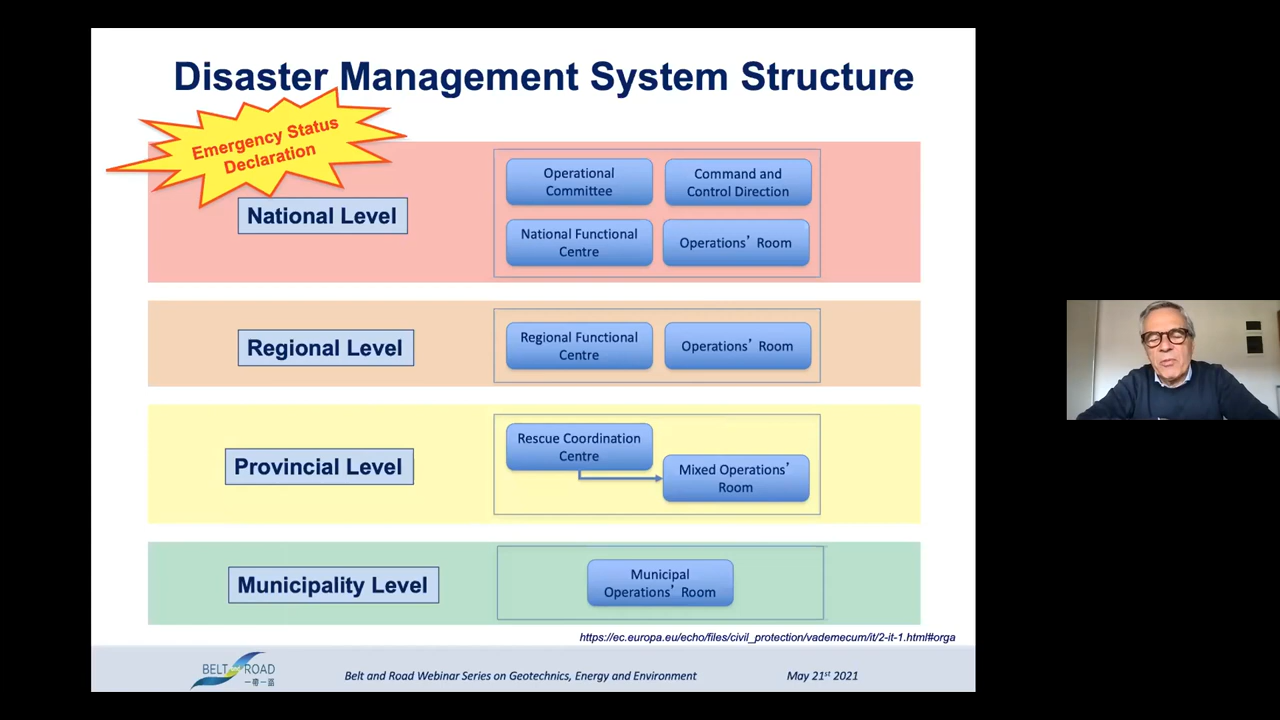 Disaster Management System Structure
Emergency Status
Declaration
National Level
Operational
Committee
Command and
Control Direction
National Functional
Centre
Operations’ Room
Regional Level
Regional Functional
Centre
Operations’ Room
Provincial Level
Rescue Coordination
Centre
Mixed Operations’
Room
Municipality Level
Municipal
Operations’ Room
https://ec.europa.eu/echo/files/civil_protection/vademecum/it/2-it-1.html#orga
BELT ROAD
一带一路
Belt and Road Webinar Series on Geotechnics, Energy and Environment
May 21st 2021